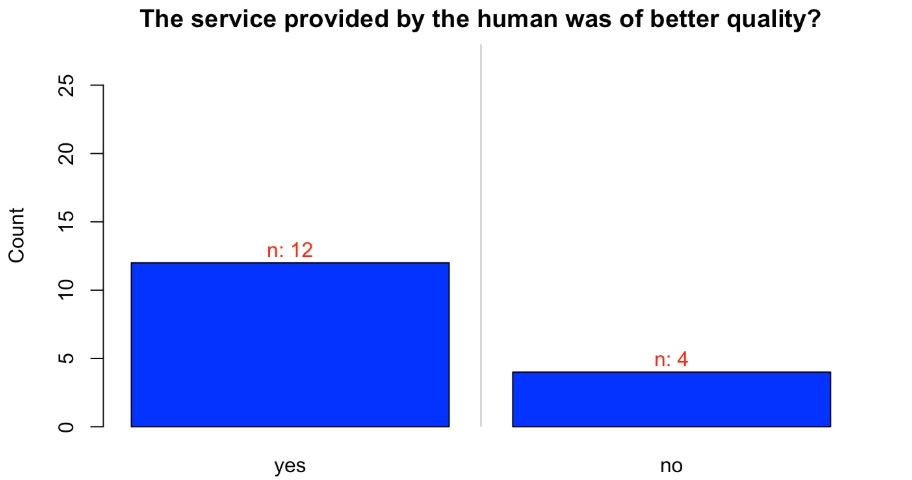 The service provided by the human was of better quality?
Count
25
20
15
10
5
0
n: 12
n: 4
yes
no